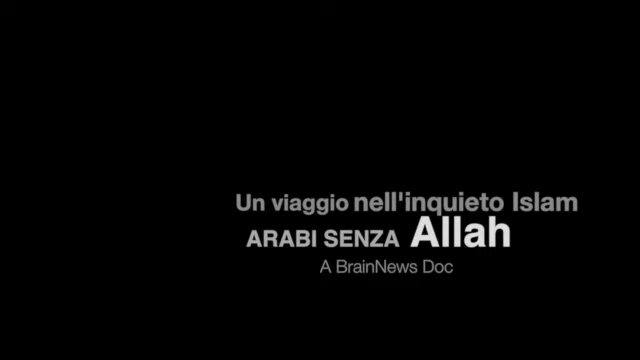 Un viaggio nell'inquieto Islam
ARABI SENZA Allah
A BrainNews Doc